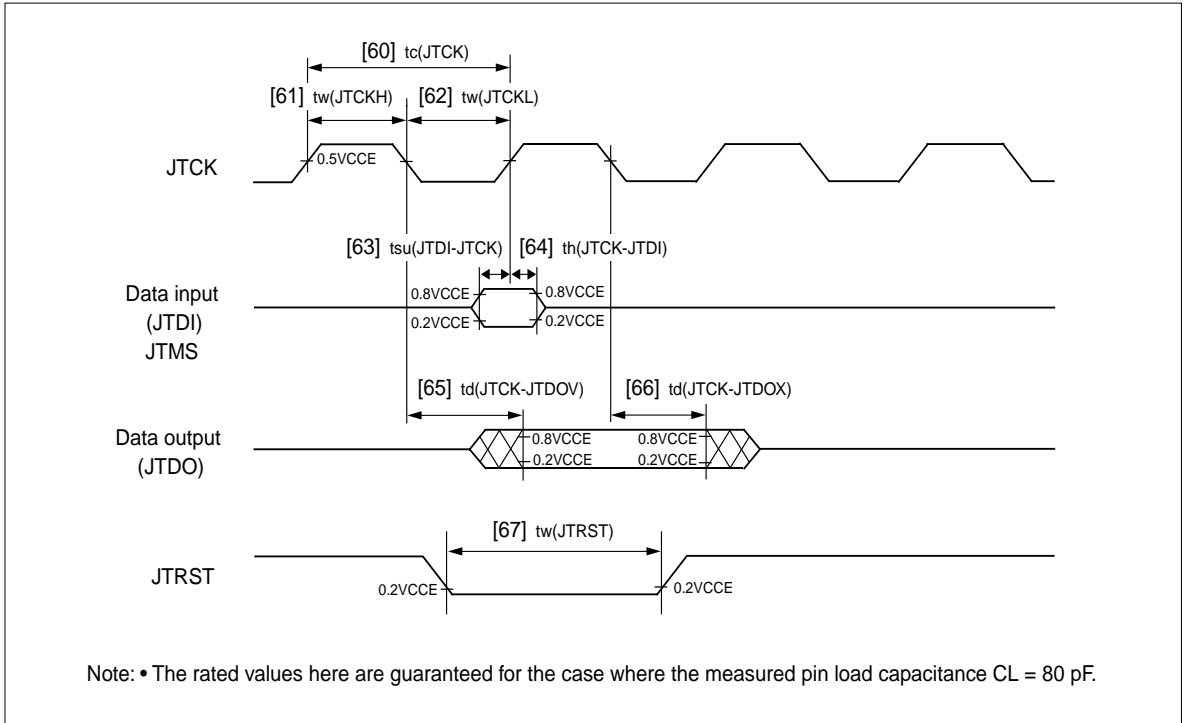 [60] tc(JTCK)
[61] tw(JTCKH) [62] tw(JTCKL)
JTCK
0.5VCCE
[63] tsu(JTDI-JTCK) [64] th(JTCK-JTDI)
Data input
(JTDI)
JTMS
0.8VCCE 0.8VCCE
0.2VCCE 0.2VCCE
[65] td(JTCK-JTDOV) [66] td(JTCK-JTDOX)
Data output
(JTDO)
0.8VCCE 0.8VCCE
0.2VCCE 0.2VCCE
[67] tw(JTRST)
JTRST
0.2VCCE 0.2VCCE
Note: • The rated values here are guaranteed for the case where the measured pin load capacitance CL = 80 pF.